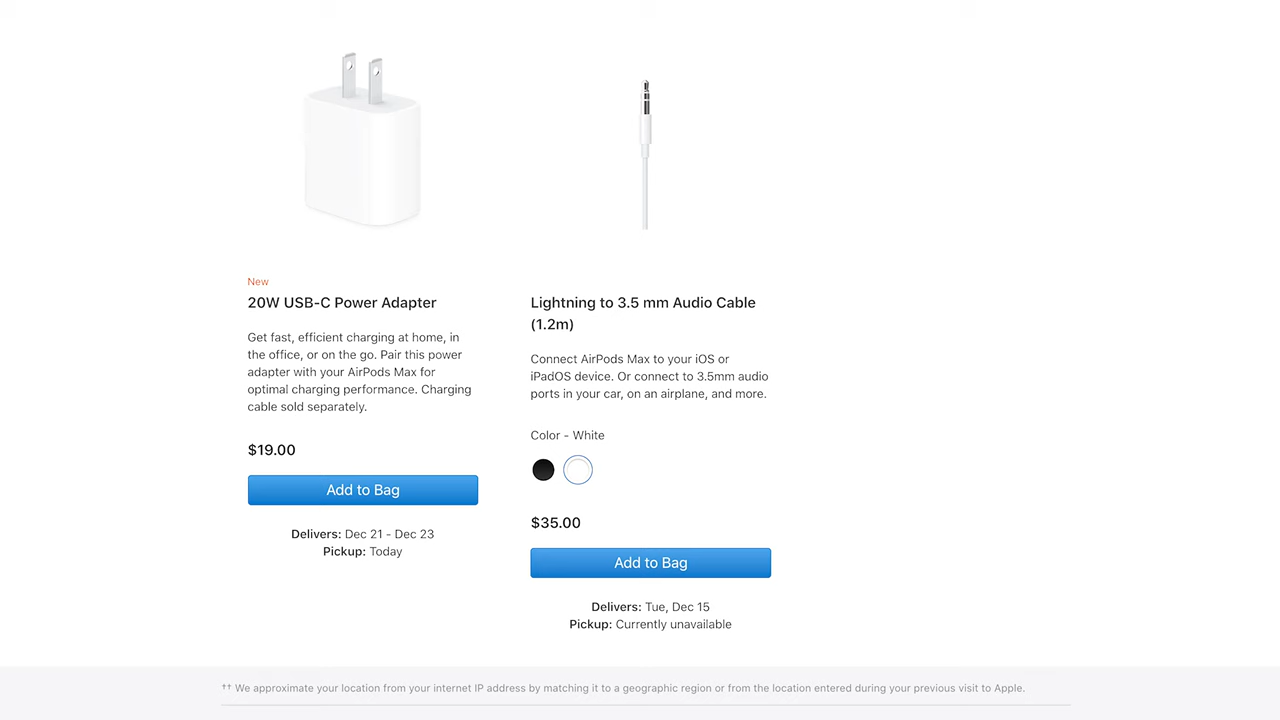 New
20W USB-C Power Adapter
Get fast, efficient charging at home, in
the office, or on the go. Pair this power
adapter with your AirPods Max for
optimal charging performance. Charging
cable sold separately.
$19.00
Add to Bag
Delivers: Dec 21 - Dec 23
Pickup: Today
Lightning to 3.5 mm Audio Cable
(1.2m)
Connect AirPods Max to your iOS or
iPadOS device. Or connect to 3.5mm audio
ports in your car, on an airplane, and more.
Color - White
$35.00
Add to Bag
Delivers: Tue, Dec 15
Pickup: Currently unavailable
†† We approximate your location from your internet IP address by matching it to a geographic region or from the location entered during your previous visit to Apple.